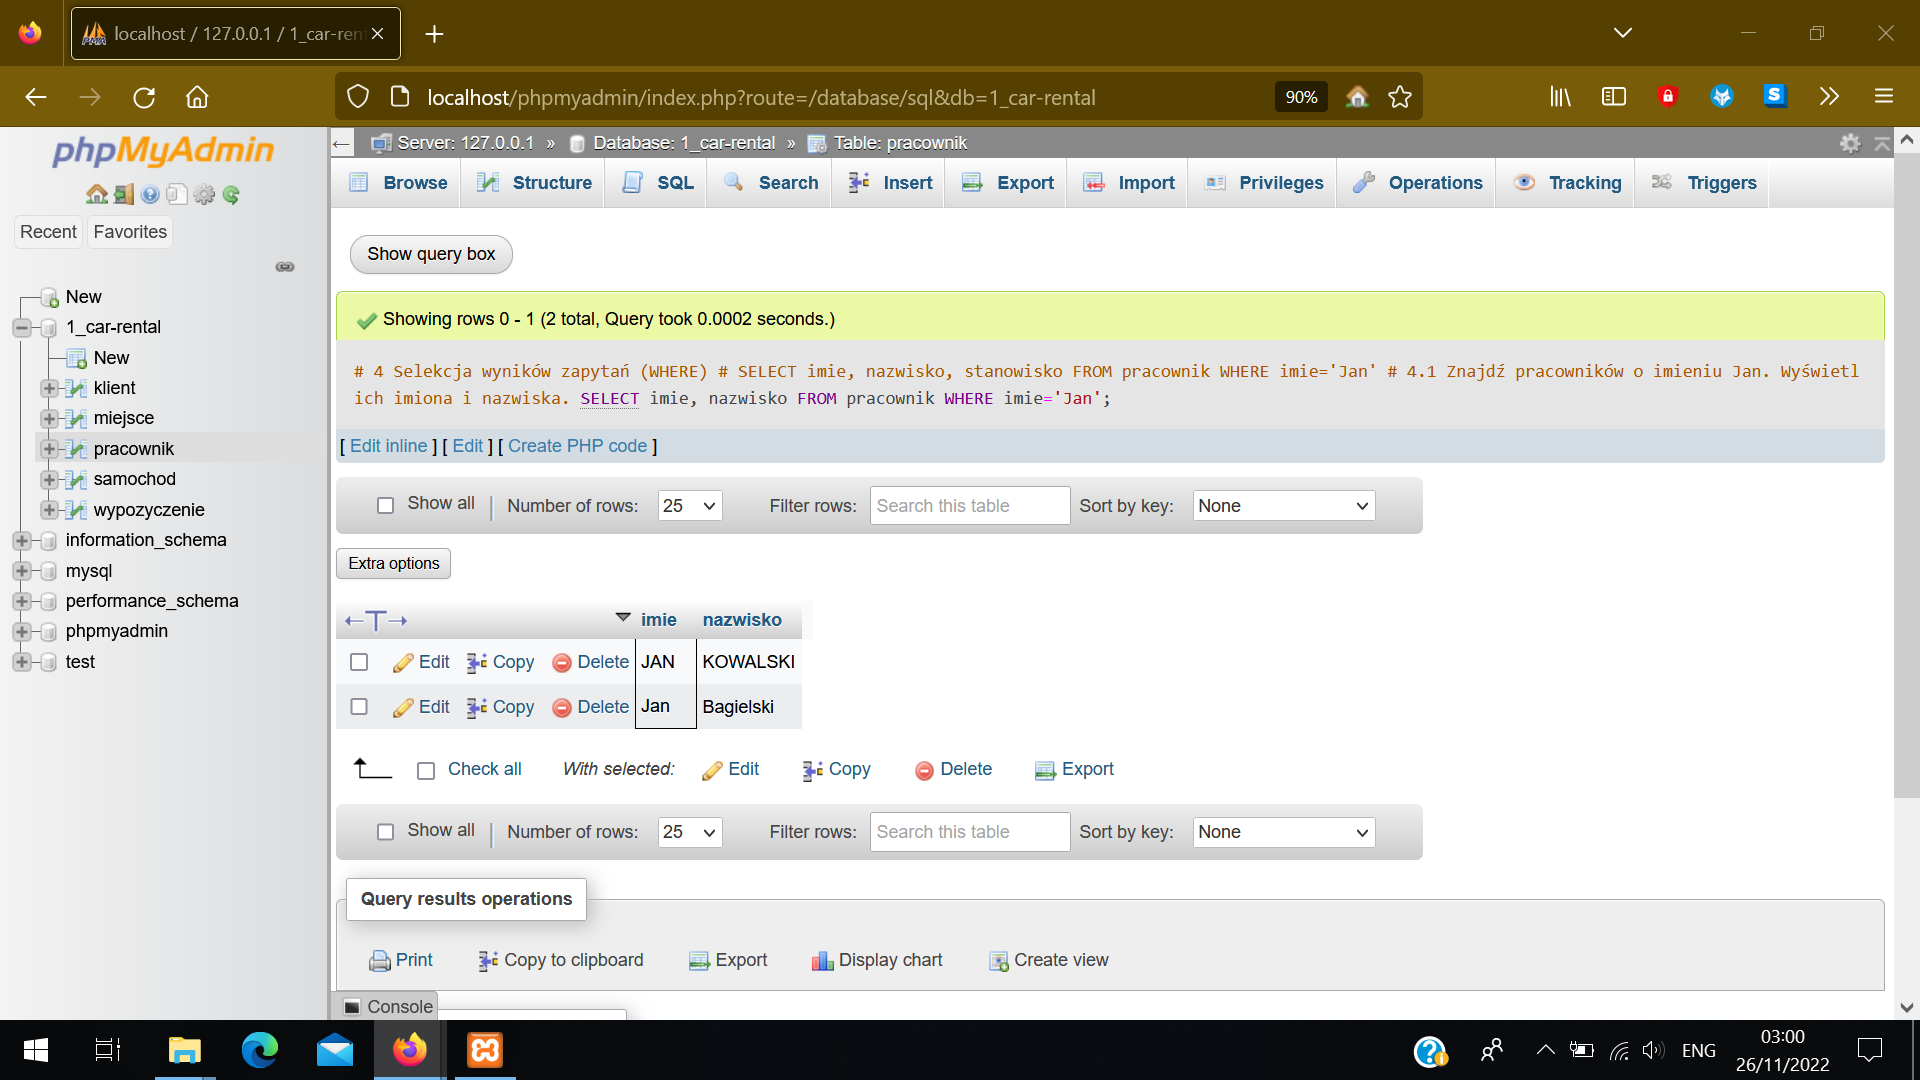 localhost / 127.0.0.1 / 1_car-ren
localhost/phpmyadmin/index.php?route=/database/sql&db=1_car-rental
90%
phpMyAdmin
Recent
Favorites
New
1_car-rental
New
klient
miejsce
pracownik
samochod
wypozyczenie
information_schema
mysql
performance_schema
phpmyadmin
test
Server: 127.0.0.1 » Database: 1_car-rental » Table: pracownik
Browse Structure SQL Search Insert Export Import Privileges Operations Tracking Triggers
Show query box
Showing rows 0 - 1 (2 total, Query took 0.0002 seconds.)
# 4 Selekcja wyników zapytań (WHERE) # SELECT imie, nazwisko, stanowisko FROM pracownik WHERE imie='Jan' # 4.1 Znajdź pracowników o imieniu Jan. Wyświetl
ich imiona i nazwiska. SELECT imie, nazwisko FROM pracownik WHERE imie='Jan';
[ Edit inline ] [ Edit ] [ Create PHP code ]
Show all | Number of rows: 25 Filter rows: Search this table Sort by key: None
Extra options
←T→ imie nazwisko
Edit Copy Delete JAN KOWALSKI
Edit Copy Delete Jan Bagielski
Check all With selected: Edit Copy Delete Export
Show all | Number of rows: 25 Filter rows: Search this table Sort by key: None
Query results operations
Print Copy to clipboard Export Display chart Create view
Console
ENG
03:00
26/11/2022